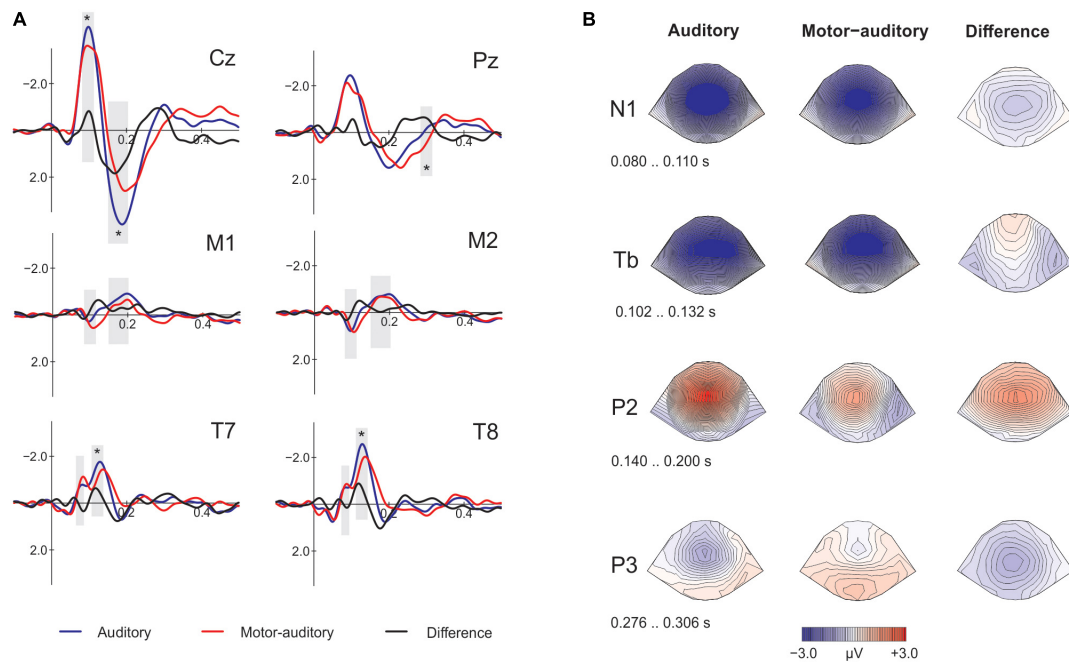 A
Cz
*
−2.0
0.2
0.4
2.0
*
Pz
−2.0
0.2
0.4
2.0
*
M1
−2.0
0.2
0.4
2.0
M2
−2.0
0.2
0.4
2.0
T7
*
−2.0
0.2
0.4
2.0
T8
*
−2.0
0.2
0.4
2.0
Auditory
Motor-auditory
Difference
B
Auditory
Motor−auditory
Difference
N1
0.080 .. 0.110 s
Tb
0.102 .. 0.132 s
P2
0.140 .. 0.200 s
P3
0.276 .. 0.306 s
−3.0
µV
+3.0